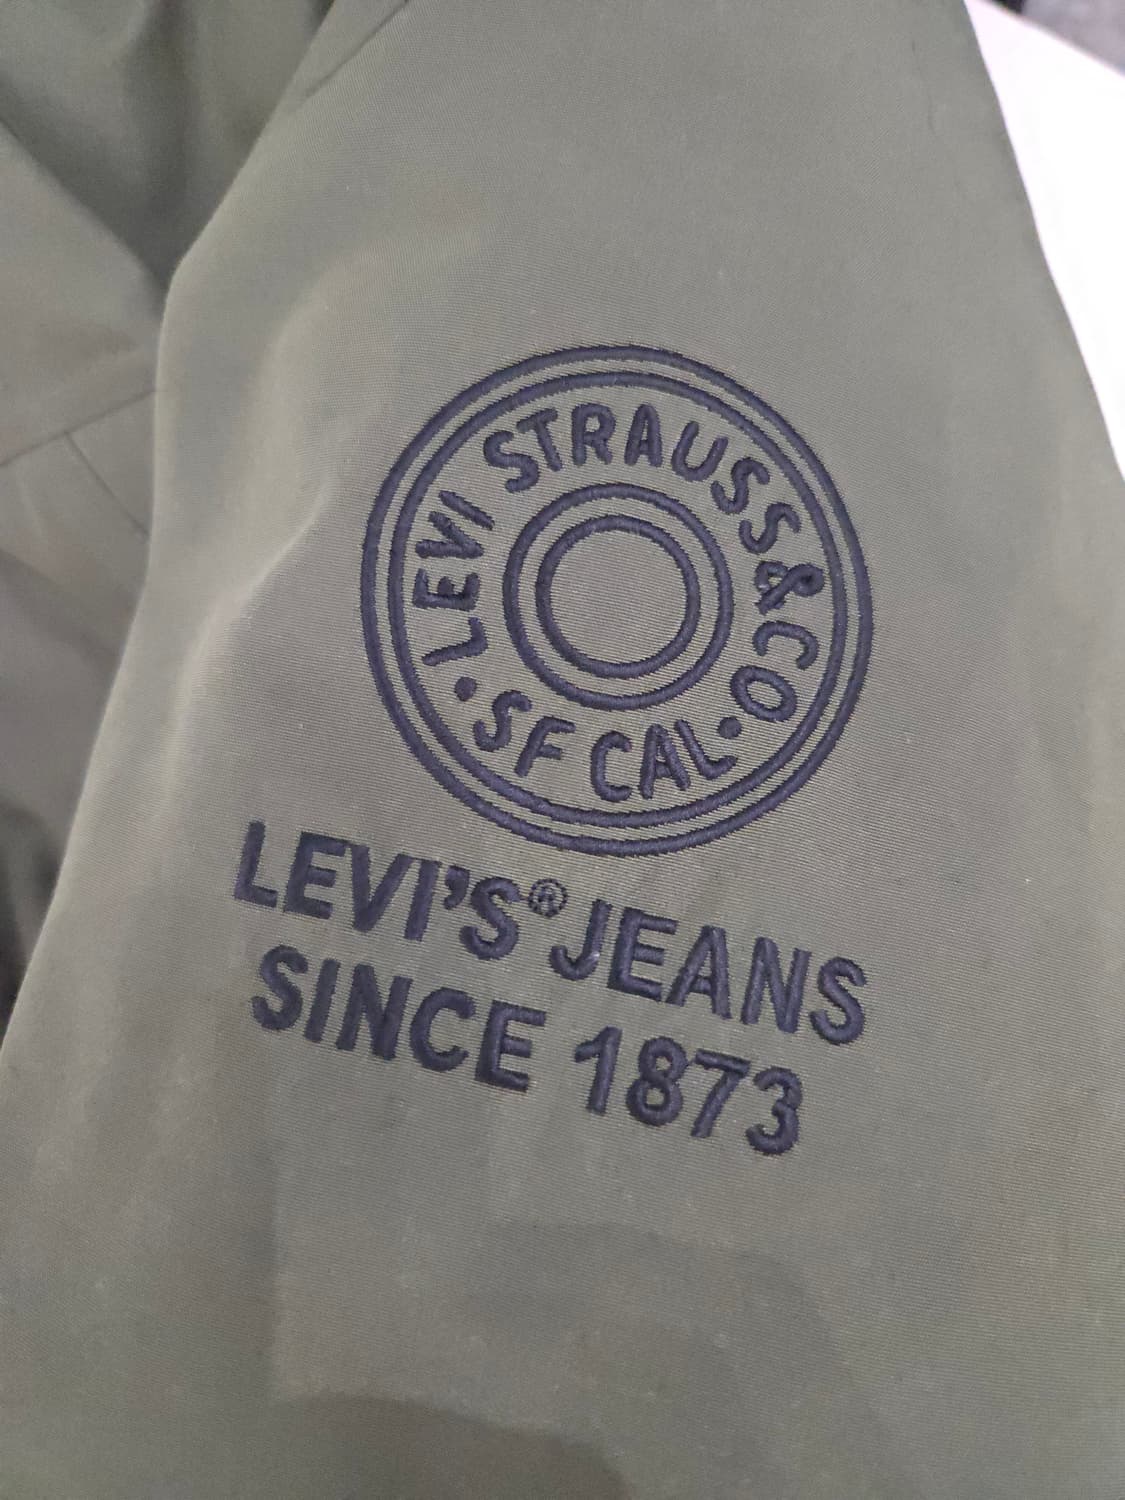 LEVI STRAUSS & CO
· SF CAL ·
LEVI'S® JEANS
SINCE 1873